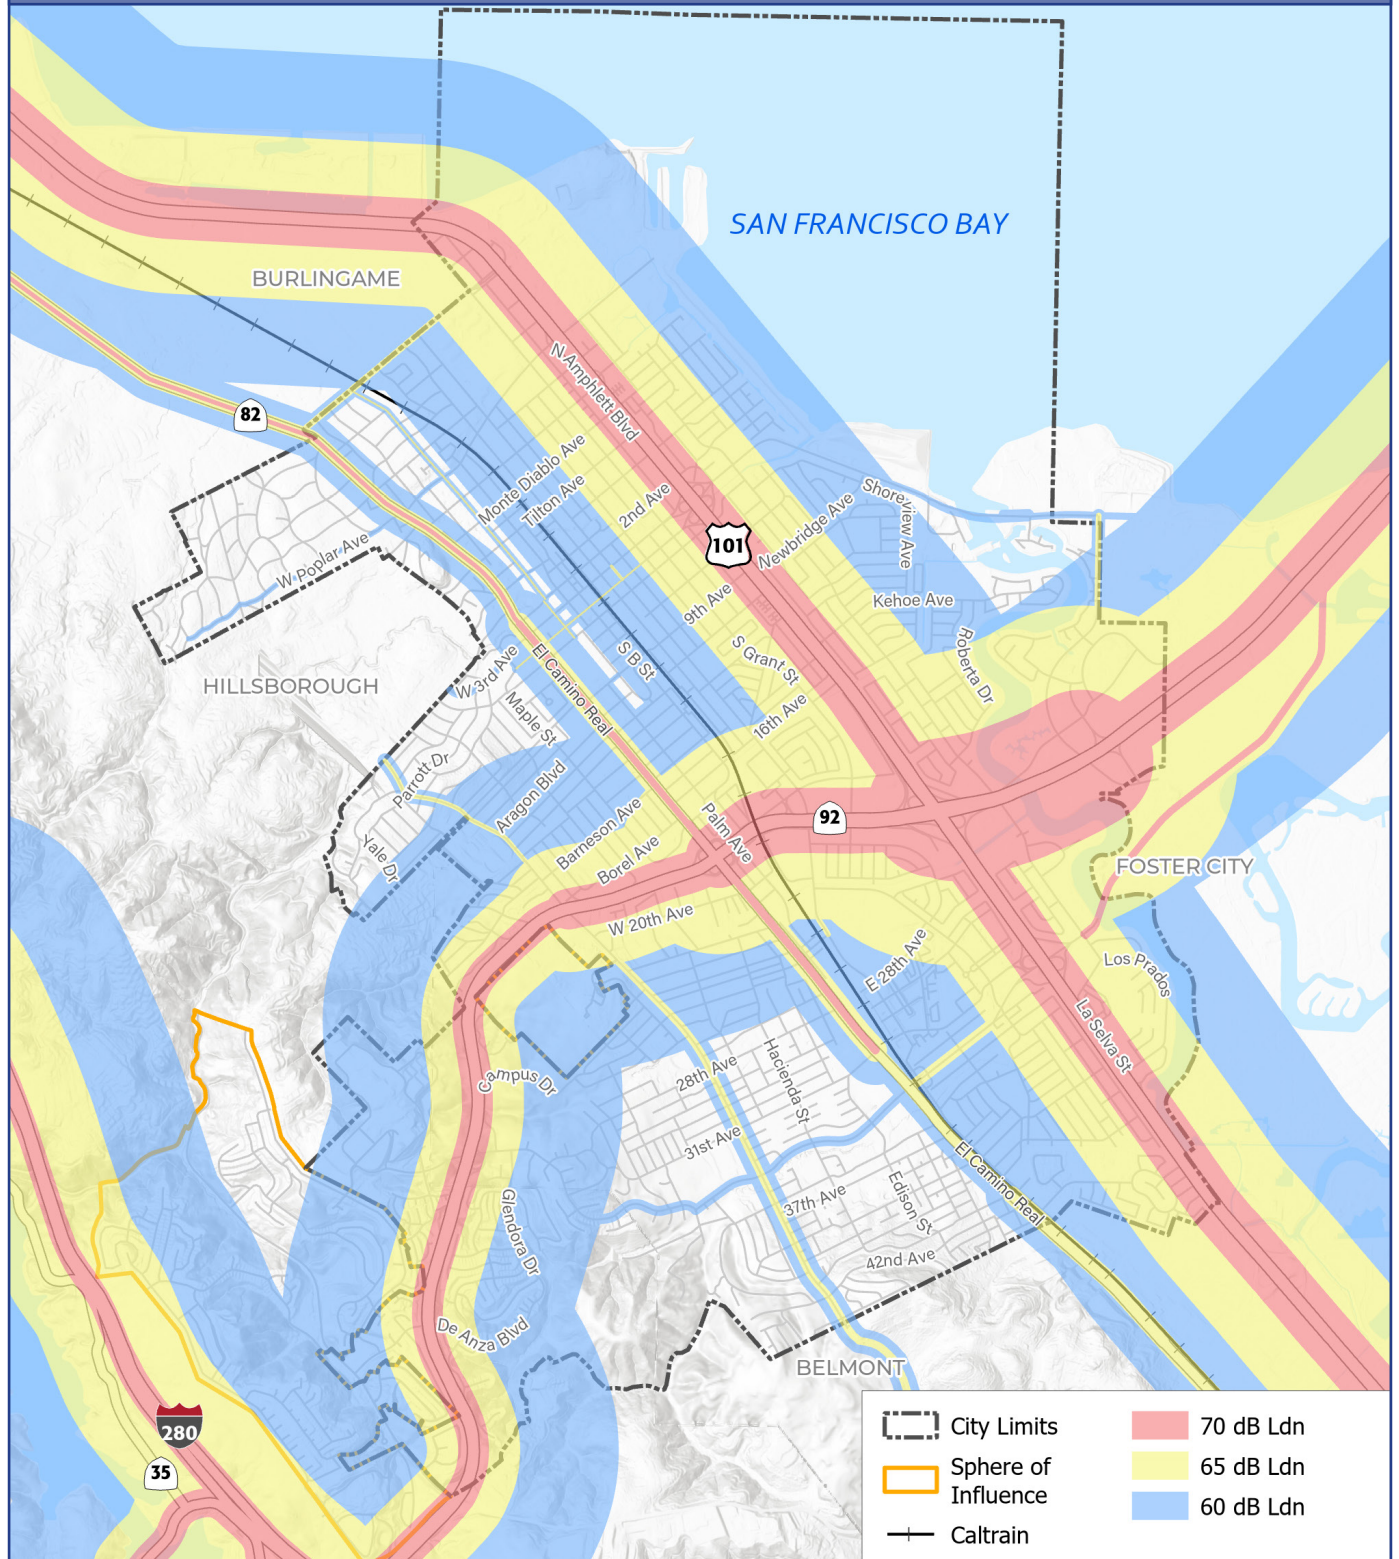 SAN FRANCISCO BAY
BURLINGAME
82
N Amphlett Blvd
Monte Diablo Ave
Tilton Ave
2nd Ave
101
Newbridge Ave
Shoreview Ave
W Poplar Ave
9th Ave
Kehoe Ave
El Camino Real
S B St
S Grant St
Roberta Dr
HILLSBOROUGH
W 3rd Ave
Maple St
16th Ave
Parrott Dr
Aragon Blvd
Barneson Ave
Palm Ave
92
Yale Dr
Borel Ave
FOSTER CITY
W 20th Ave
E 28th Ave
Los Prados
La Selva St
Campus Dr
28th Ave
Hacienda St
31st Ave
El Camino Real
Glendora Dr
37th Ave
Edison St
42nd Ave
De Anza Blvd
BELMONT
280
35
City Limits
Sphere of
Influence
Caltrain
70 dB Ldn
65 dB Ldn
60 dB Ldn